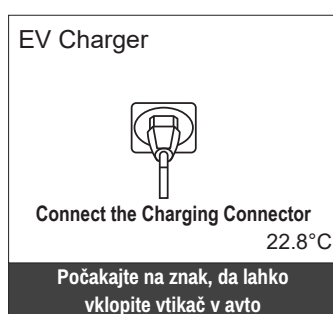 EV Charger
Connect the Charging Connector
22.8°C
Počakajte na znak, da lahko
vklopite vtikač v avto